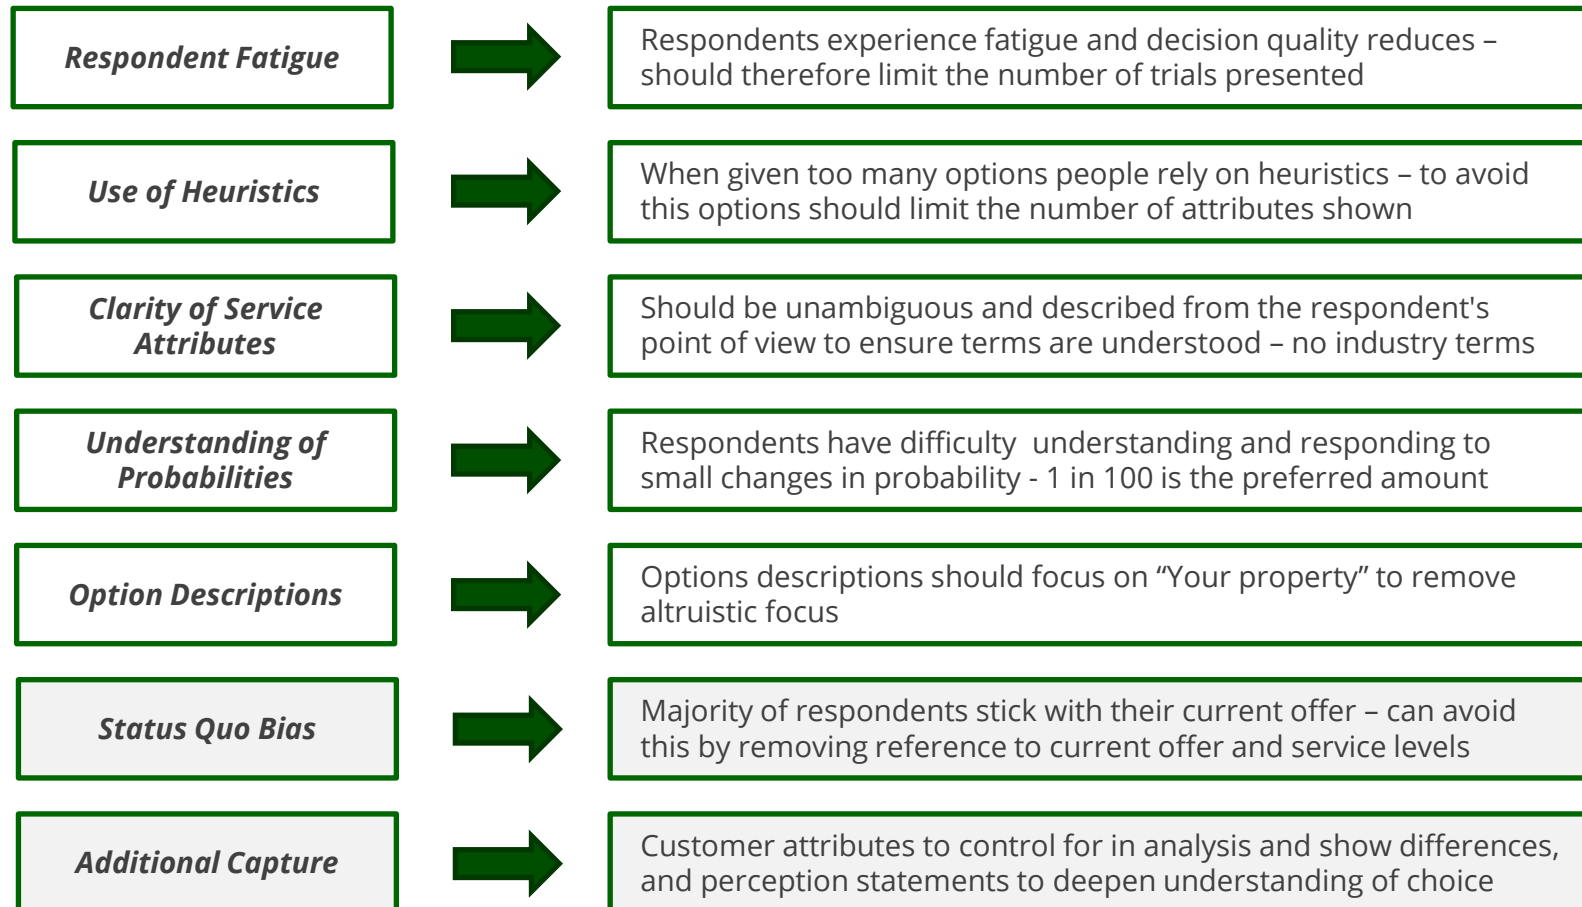 Respondent Fatigue
Respondents experience fatigue and decision quality reduces –
should therefore limit the number of trials presented
Use of Heuristics
When given too many options people rely on heuristics – to avoid
this options should limit the number of attributes shown
Clarity of Service
Attributes
Should be unambiguous and described from the respondent's
point of view to ensure terms are understood – no industry terms
Understanding of
Probabilities
Respondents have difficulty  understanding and responding to
small changes in probability - 1 in 100 is the preferred amount
Option Descriptions
Options descriptions should focus on “Your property” to remove
altruistic focus
Status Quo Bias
Majority of respondents stick with their current offer – can avoid
this by removing reference to current offer and service levels
Additional Capture
Customer attributes to control for in analysis and show differences,
and perception statements to deepen understanding of choice